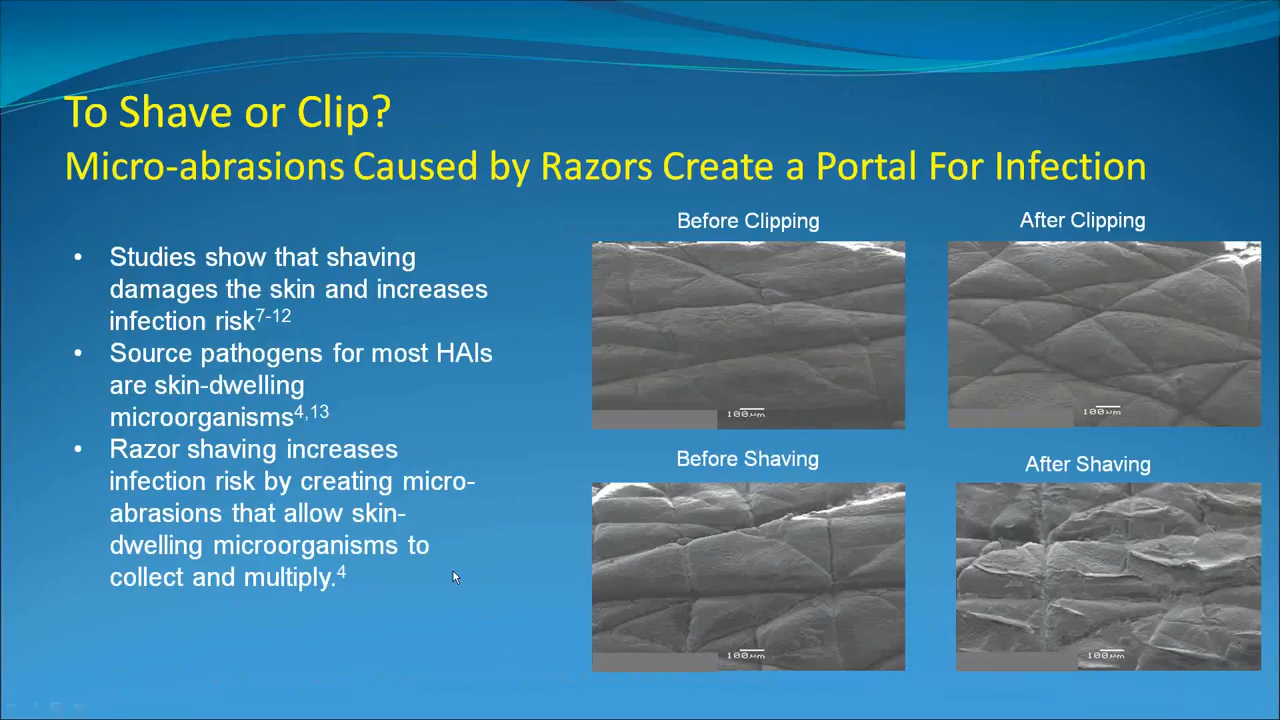 To Shave or Clip?
Micro-abrasions Caused by Razors Create a Portal For Infection
• Studies show that shaving
damages the skin and increases
infection risk7-12
• Source pathogens for most HAIs
are skin-dwelling
microorganisms4,13
• Razor shaving increases
infection risk by creating micro-
abrasions that allow skin-
dwelling microorganisms to
collect and multiply.4
Before Clipping
After Clipping
100µm
100µm
Before Shaving
After Shaving
100µm
100µm